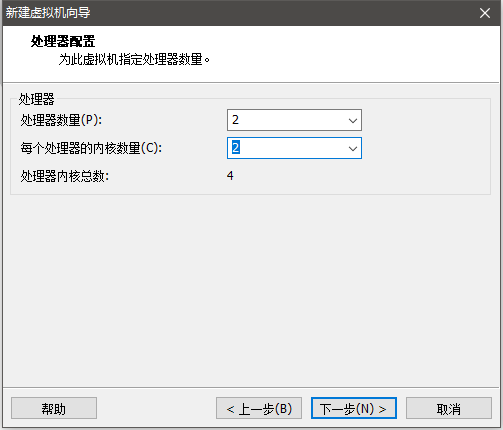 新建虚拟机向导
处理器配置
为此虚拟机指定处理器数量。
处理器
处理器数量(P): 2
每个处理器的内核数量(C): 2
处理器内核总数: 4
帮助 < 上一步(B) 下一步(N) > 取消